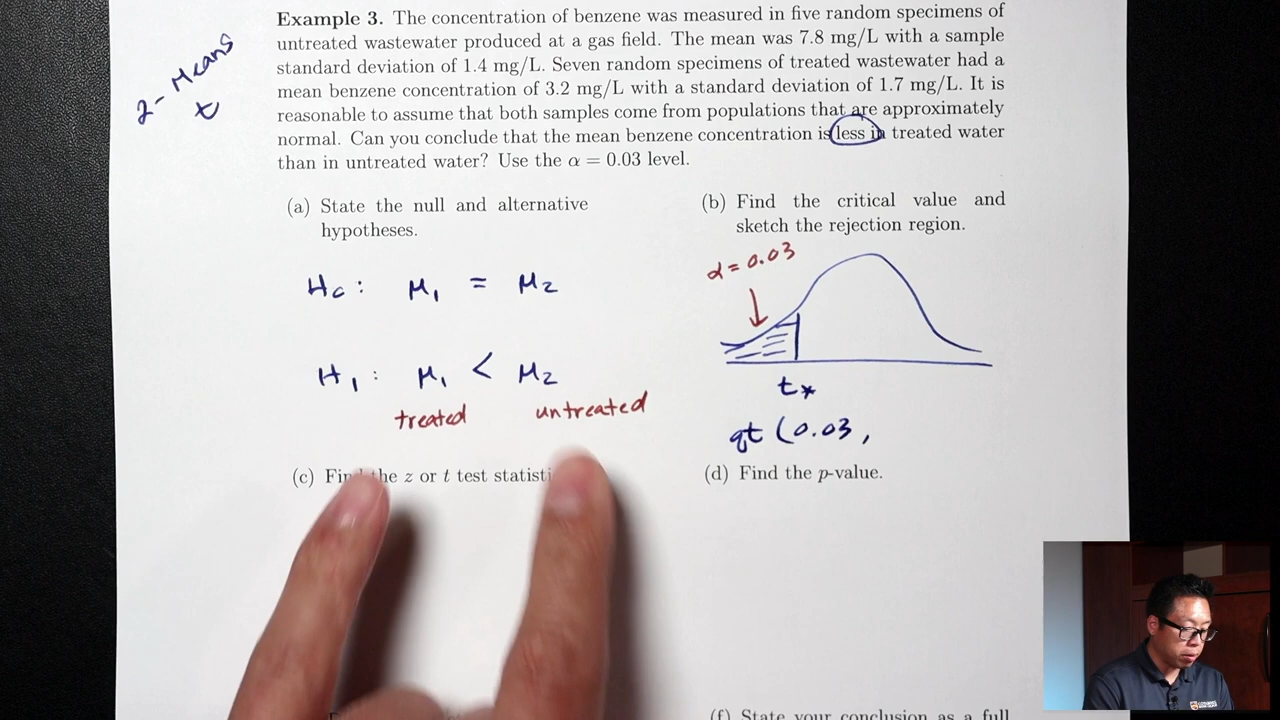 Example 3. The concentration of benzene was measured in five random specimens of
untreated wastewater produced at a gas field. The mean was 7.8 mg/L with a sample
standard deviation of 1.4 mg/L. Seven random specimens of treated wastewater had a
mean benzene concentration of 3.2 mg/L with a standard deviation of 1.7 mg/L. It is
reasonable to assume that both samples come from populations that are approximately
normal. Can you conclude that the mean benzene concentration is less in treated water
than in untreated water? Use the α = 0.03 level.
2-Means
t
(a) State the null and alternative
hypotheses.
H₀: μ₁ = μ₂
H₁: μ₁ < μ₂
treated untreated
(b) Find the critical value and
sketch the rejection region.
α = 0.03
t*
qt (0.03,
(c) Find the z or t test
(d) Find the p-value.
(f) State your conclusion as a full